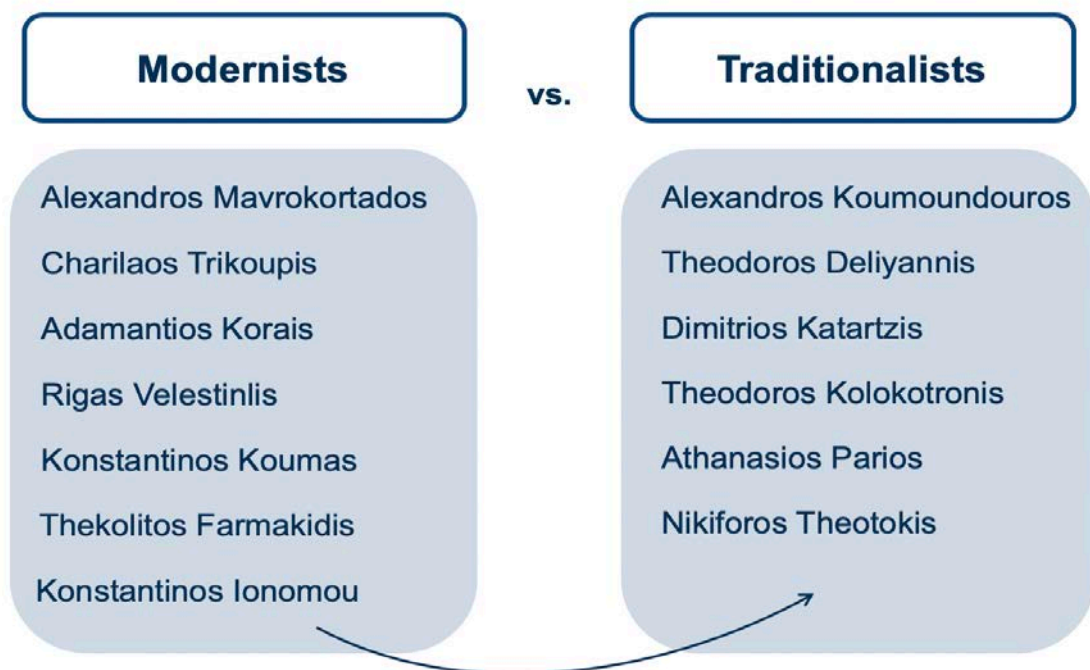 Modernists
vs.
Traditionalists
Alexandros Mavrokortados
Charilaos Trikoupis
Adamantios Korais
Rigas Velestinlis
Konstantinos Koumas
Thekolitos Farmakidis
Konstantinos Ionomou
Alexandros Koumoundouros
Theodoros Deliyannis
Dimitrios Katartzis
Theodoros Kolokotronis
Athanasios Parios
Nikiforos Theotokis